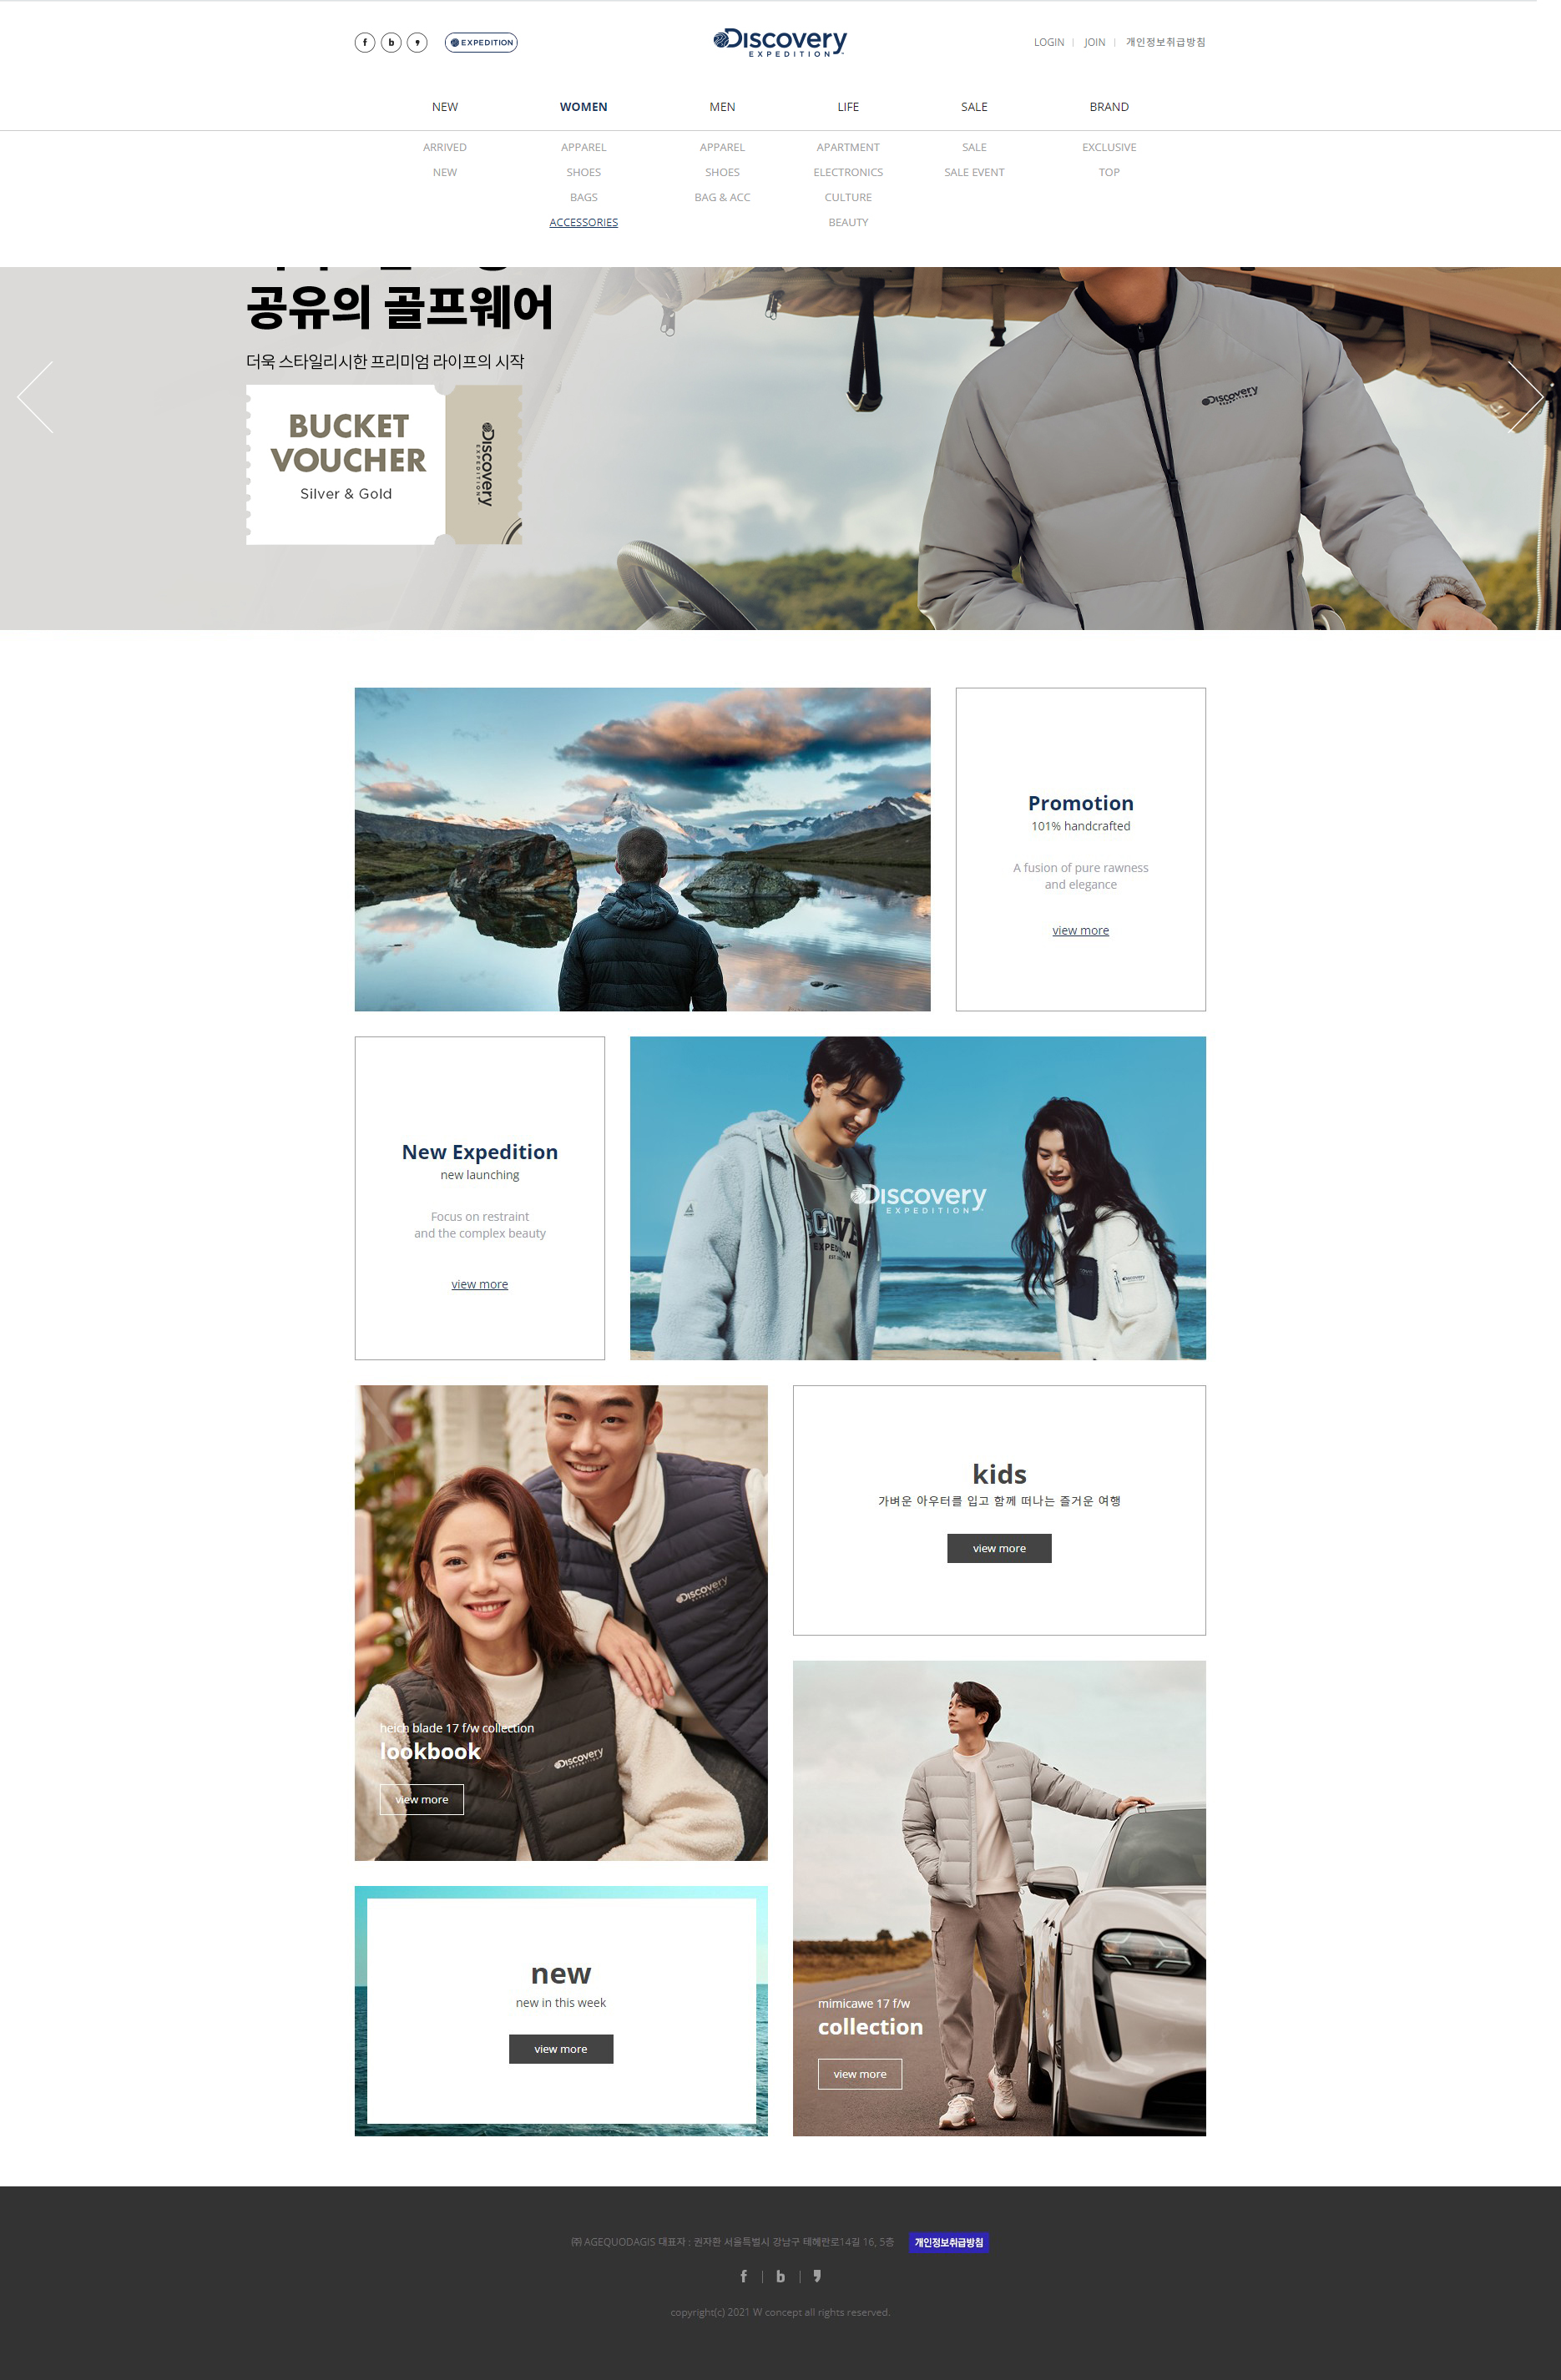 f b
EXPEDITION
Discovery
EXPEDITION
LOGIN | JOIN | 개인정보취급방침
NEW WOMEN MEN LIFE SALE BRAND
ARRIVED APPAREL APPAREL APARTMENT SALE EXCLUSIVE
NEW SHOES SHOES ELECTRONICS SALE EVENT TOP
BAGS BAG & ACC CULTURE
ACCESSORIES BEAUTY
공유의 골프웨어
더욱 스타일리시한 프리미엄 라이프의 시작
BUCKET
VOUCHER
Silver & Gold
Discovery
EXPEDITION
Discovery
EXPEDITION
Promotion
101% handcrafted
A fusion of pure rawness
and elegance
view more
New Expedition
new launching
Focus on restraint
and the complex beauty
view more
Discovery
EXPEDITION
EXPEDITION
Discovery
kids
가벼운 아우터를 입고 함께 떠나는 즐거운 여행
view more
Discovery
EXPEDITION
heich blade 17 f/w collection
lookbook
Discovery
view more
mimicawe 17 f/w
collection
view more
new
new in this week
view more
㈜ AGEQUODAGIS 대표자 : 권자환 서울특벌시 강남구 테헤란로14길 16, 5층 개인정보취급방침
f | b |
copyright(c) 2021 W concept all rights reserved.